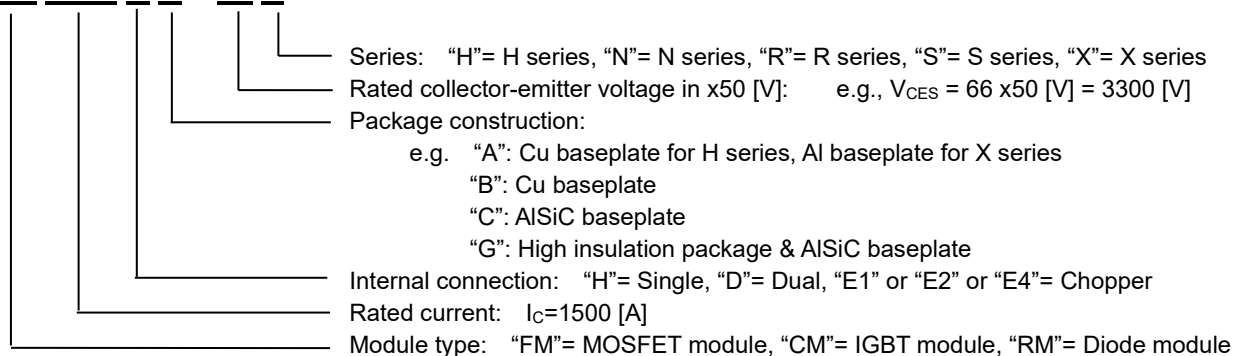 Series: “H”= H series, “N”= N series, “R”= R series, “S”= S series, “X”= X series
Rated collector-emitter voltage in x50 [V]: e.g., VCES = 66 x50 [V] = 3300 [V]
Package construction:
e.g. “A”: Cu baseplate for H series, Al baseplate for X series
“B”: Cu baseplate
“C”: AlSiC baseplate
“G”: High insulation package & AlSiC baseplate
Internal connection: “H”= Single, “D”= Dual, “E1” or “E2” or “E4”= Chopper
Rated current: IC=1500 [A]
Module type: “FM”= MOSFET module, “CM”= IGBT module, “RM”= Diode module